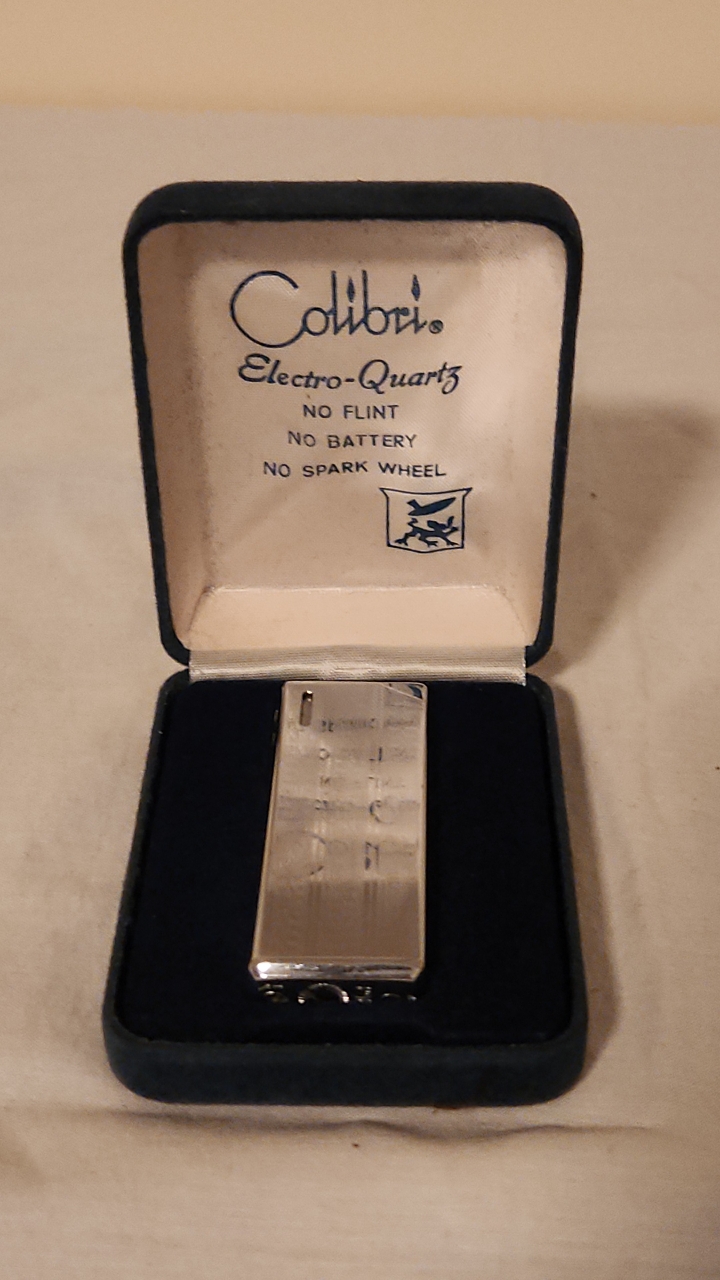 Colibri®
Electro-Quartz
NO FLINT
NO BATTERY
NO SPARK WHEEL